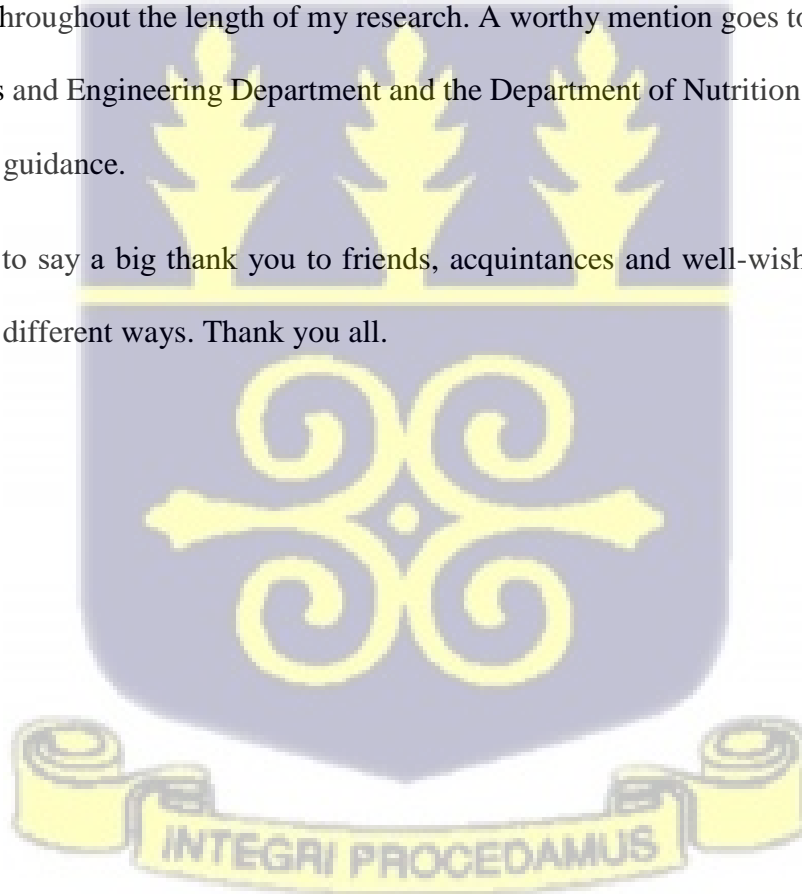 hroughout the length of my research. A worthy mention goes to
s and Engineering Department and the Department of Nutrition
guidance.
to say a big thank you to friends, acquintances and well-wish
different ways. Thank you all.
INTEGRI PROCEDAMUS